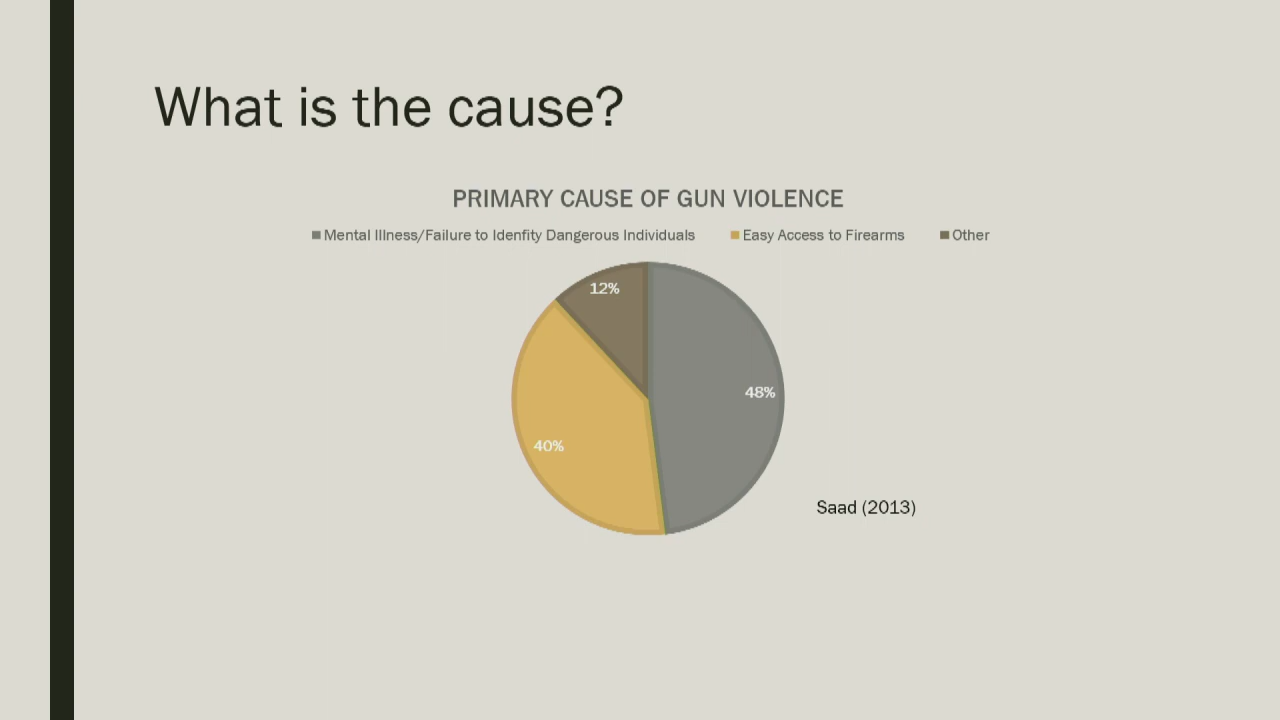 What is the cause?
PRIMARY CAUSE OF GUN VIOLENCE
Mental Illness/Failure to Idenfity Dangerous Individuals Easy Access to Firearms Other
12%
48%
40%
Saad (2013)